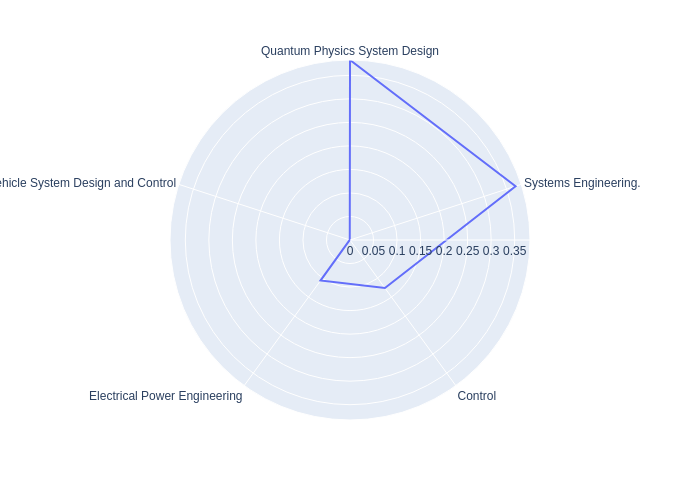 Quantum Physics System Design
ehicle System Design and Control
Systems Engineering.
0 0.05 0.1 0.15 0.2 0.25 0.3 0.35
Electrical Power Engineering
Control